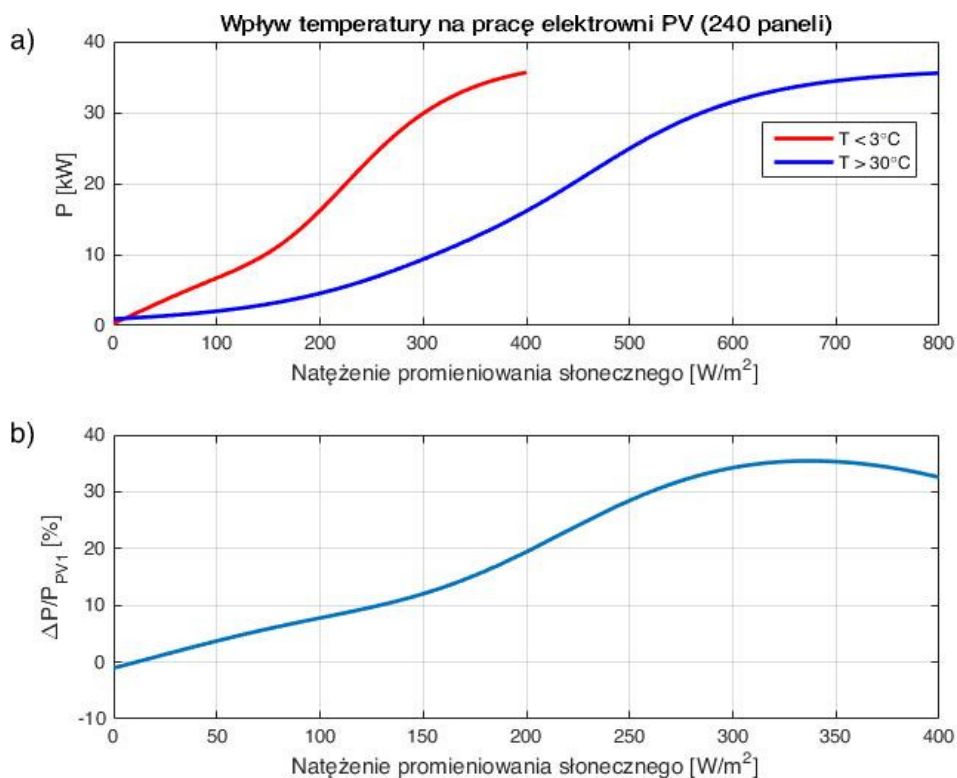 a)
Wpływ temperatury na pracę elektrowni PV (240 paneli)
P [kW]
40
30
20
10
0
T < 3°C
T > 30°C
0 100 200 300 400 500 600 700 800
Natężenie promieniowania słonecznego [W/m²]
b)
ΔP/P_PV1 [%]
40
30
20
10
0
-10
0 50 100 150 200 250 300 350 400
Natężenie promieniowania słonecznego [W/m²]